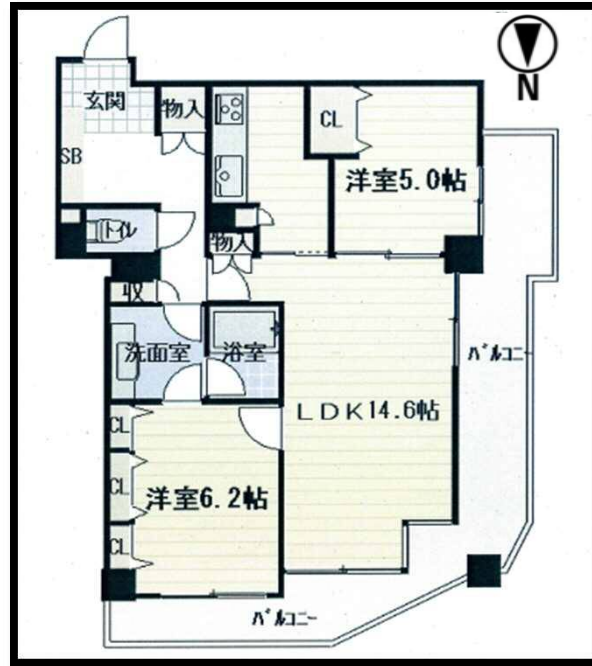 N
玄関
物入
SB
CL
洋室5.0帖
トイレ
物入
収
洗面室
浴室
バルコニー
LDK14.6帖
CL
CL
洋室6.2帖
CL
バルコニー